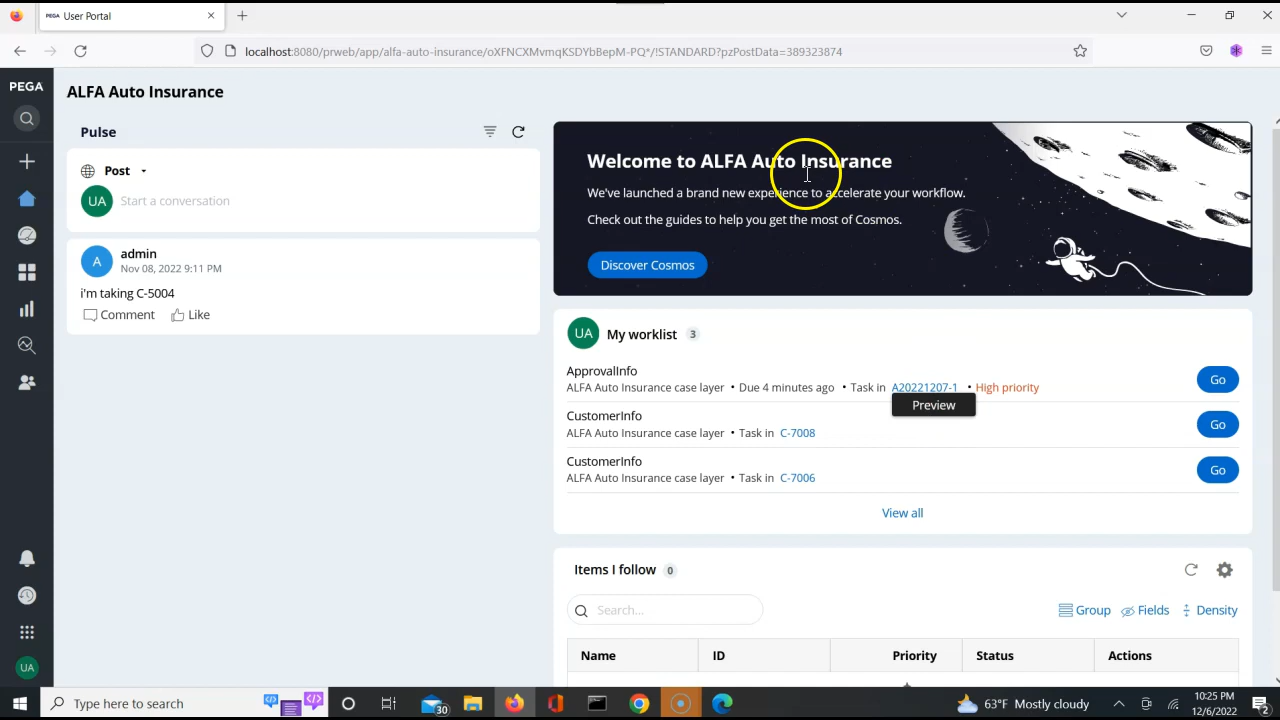 PEGA User Portal
localhost:8080/prweb/app/alfa-auto-insurance/oXFNCXMvmqKSDYbBepM-PQ*/!STANDARD?pzPostData=389323874
PEGA
ALFA Auto Insurance
Pulse
Post
UA
Start a conversation
A
admin
Nov 08, 2022 9:11 PM
i'm taking C-5004
Comment
Like
Welcome to ALFA Auto Insurance
We've launched a brand new experience to accelerate your workflow.
Check out the guides to help you get the most of Cosmos.
Discover Cosmos
UA My worklist 3
ApprovalInfo
ALFA Auto Insurance case layer • Due 4 minutes ago • Task in A20221207-1 • High priority
Go
Preview
CustomerInfo
ALFA Auto Insurance case layer • Task in C-7008
Go
CustomerInfo
ALFA Auto Insurance case layer • Task in C-7006
Go
View all
Items I follow 0
Search...
Group Fields Density
Name ID Priority Status Actions
UA
Type here to search
30
63°F Mostly cloudy
10:25 PM
12/6/2022
2